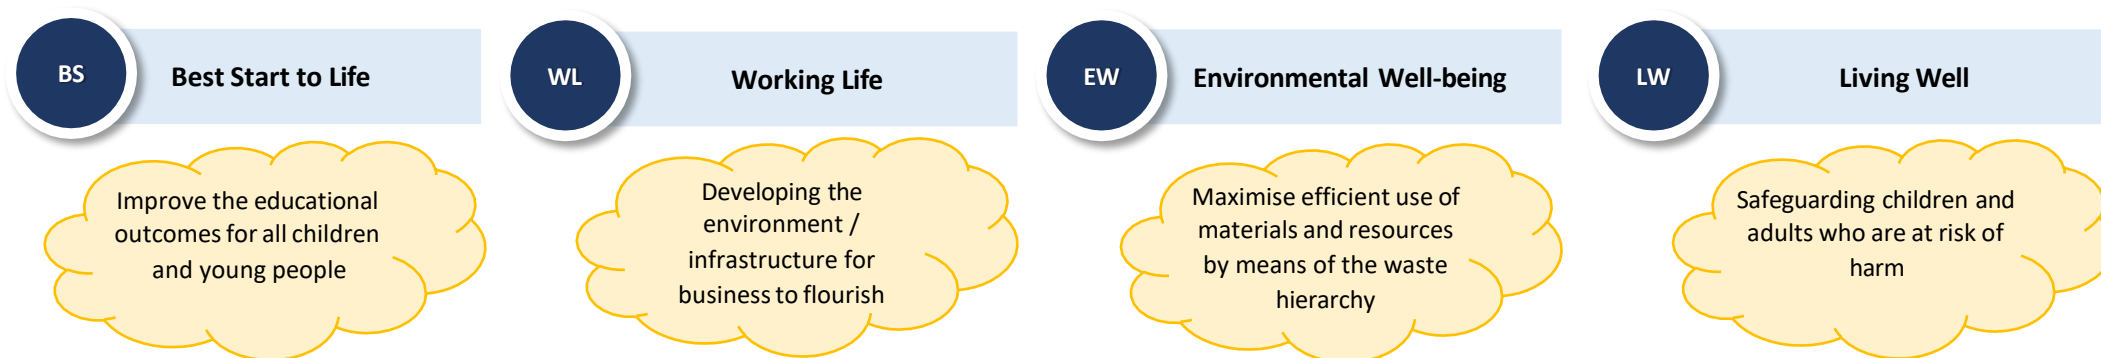 BS
Best Start to Life
WL
Working Life
EW
Environmental Well-being
LW
Living Well
Improve the educational
outcomes for all children
and young people
Developing the
environment /
infrastructure for
business to flourish
Maximise efficient use of
materials and resources
by means of the waste
hierarchy
Safeguarding children and
adults who are at risk of
harm